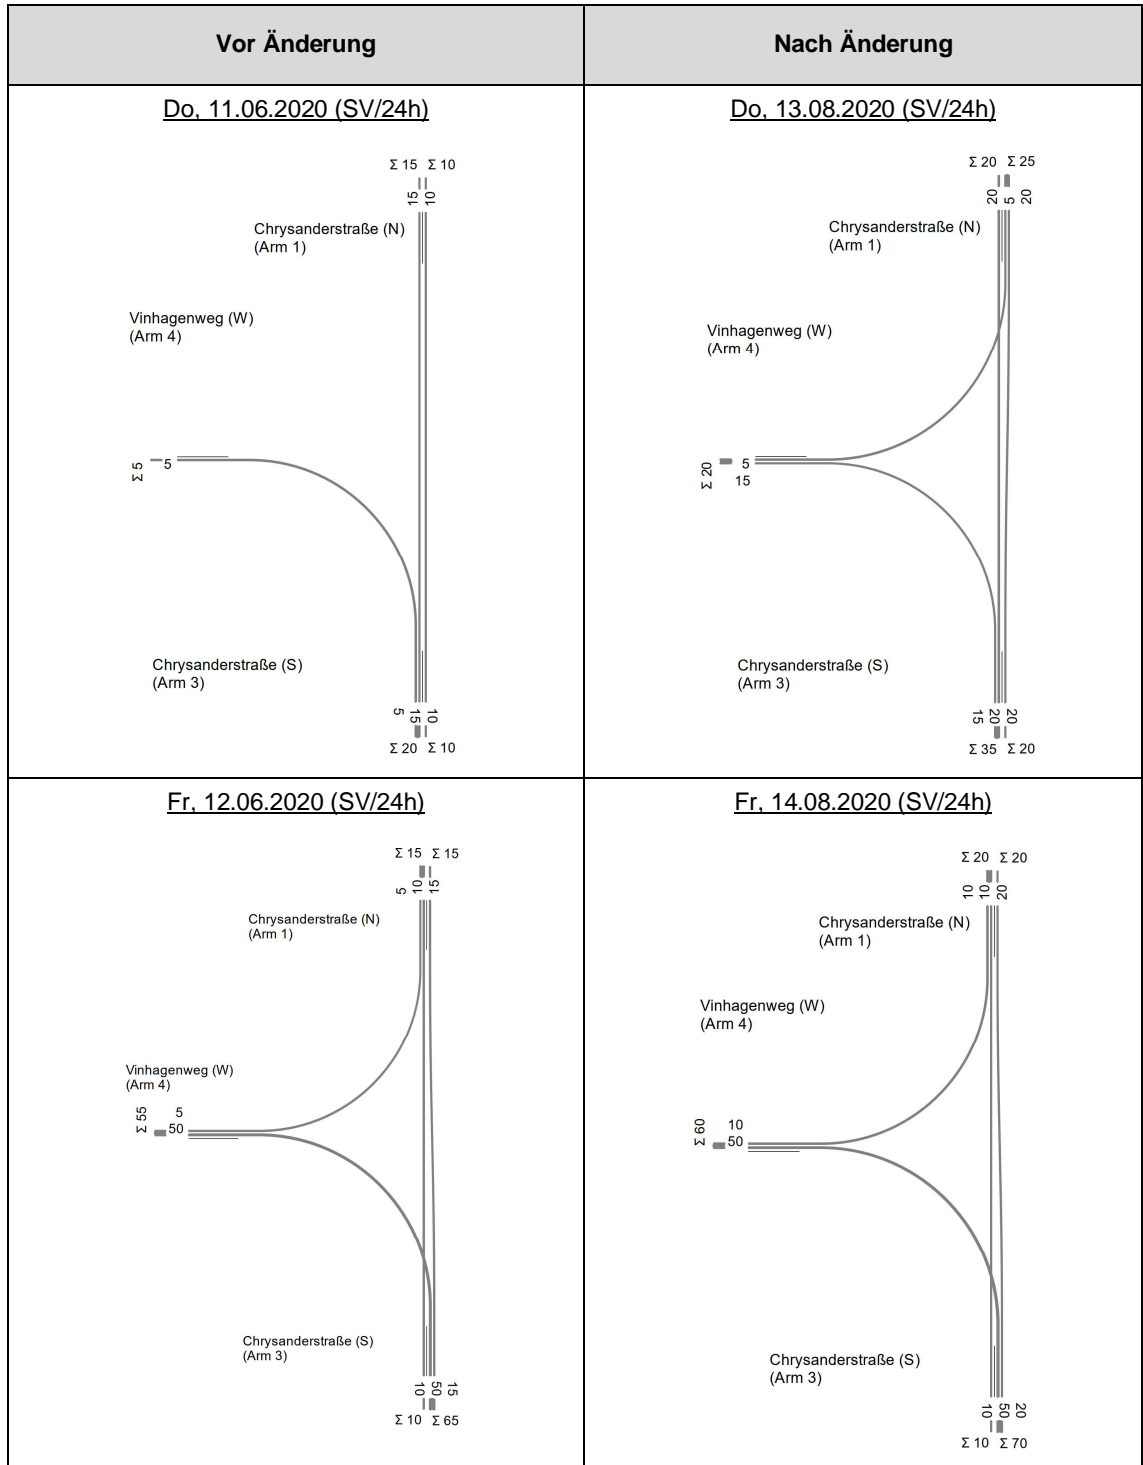 Vor Änderung
Nach Änderung
Do, 11.06.2020 (SV/24h)
Σ 15 Σ 10
15 10
Chrysanderstraße (N)
(Arm 1)
Vinhagenweg (W)
(Arm 4)
Σ 5
5
Chrysanderstraße (S)
(Arm 3)
5 15 10
Σ 20 Σ 10
Do, 13.08.2020 (SV/24h)
Σ 20 Σ 25
20 5 20
Chrysanderstraße (N)
(Arm 1)
Vinhagenweg (W)
(Arm 4)
Σ 20
5
15
Chrysanderstraße (S)
(Arm 3)
15 20 20
Σ 35 Σ 20
Fr, 12.06.2020 (SV/24h)
Σ 15 Σ 15
5 10 15
Chrysanderstraße (N)
(Arm 1)
Vinhagenweg (W)
(Arm 4)
Σ 55
5
50
Chrysanderstraße (S)
(Arm 3)
10 50 15
Σ 10 Σ 65
Fr, 14.08.2020 (SV/24h)
Σ 20 Σ 20
10 10 20
Chrysanderstraße (N)
(Arm 1)
Vinhagenweg (W)
(Arm 4)
Σ 60
10
50
Chrysanderstraße (S)
(Arm 3)
10 50 20
Σ 10 Σ 70